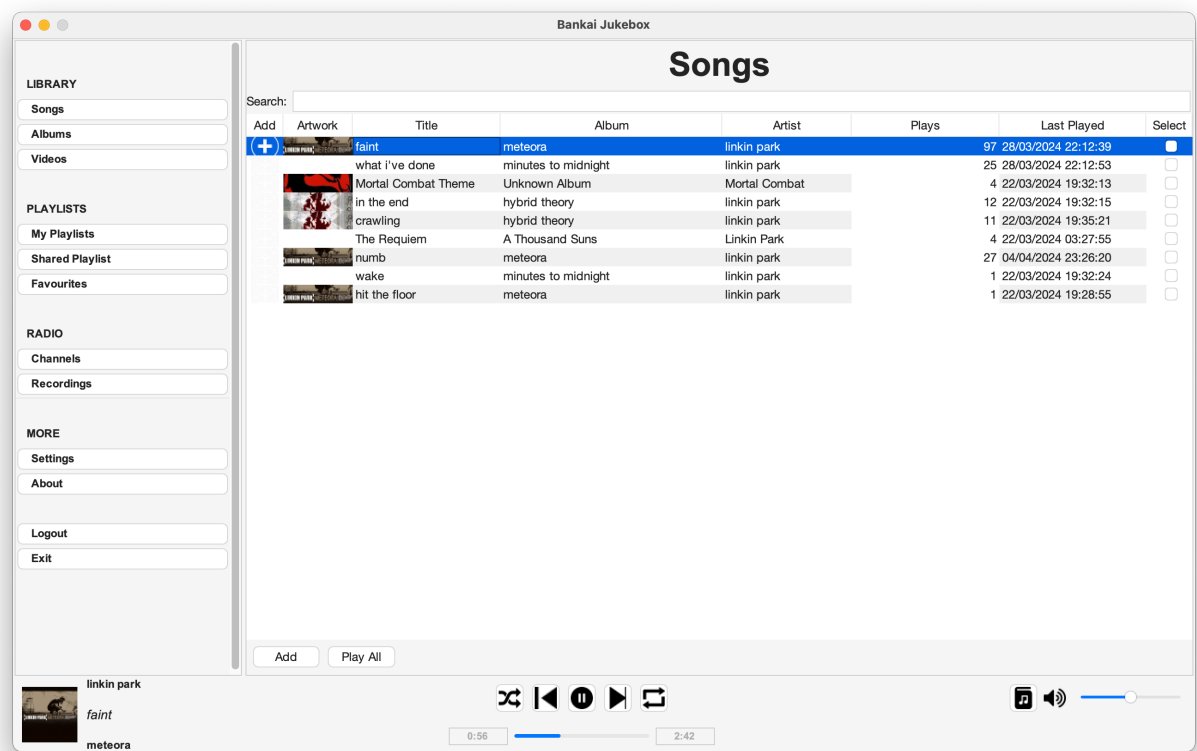 Bankai Jukebox
LIBRARY
Songs
Albums
Videos
PLAYLISTS
My Playlists
Shared Playlist
Favourites
RADIO
Channels
Recordings
MORE
Settings
About
Logout
Exit
Songs
Search:
Add Artwork Title Album Artist Plays Last Played Select
faint meteora linkin park 97 28/03/2024 22:12:39
what i've done minutes to midnight linkin park 25 28/03/2024 22:12:53
Mortal Combat Theme Unknown Album Mortal Combat 4 22/03/2024 19:32:13
in the end hybrid theory linkin park 12 22/03/2024 19:32:15
crawling hybrid theory linkin park 11 22/03/2024 19:35:21
The Requiem A Thousand Suns Linkin Park 4 22/03/2024 03:27:55
numb meteora linkin park 27 04/04/2024 23:26:20
wake minutes to midnight linkin park 1 22/03/2024 19:32:24
hit the floor meteora linkin park 1 22/03/2024 19:28:55
Add Play All
linkin park
faint
meteora
0:56 2:42